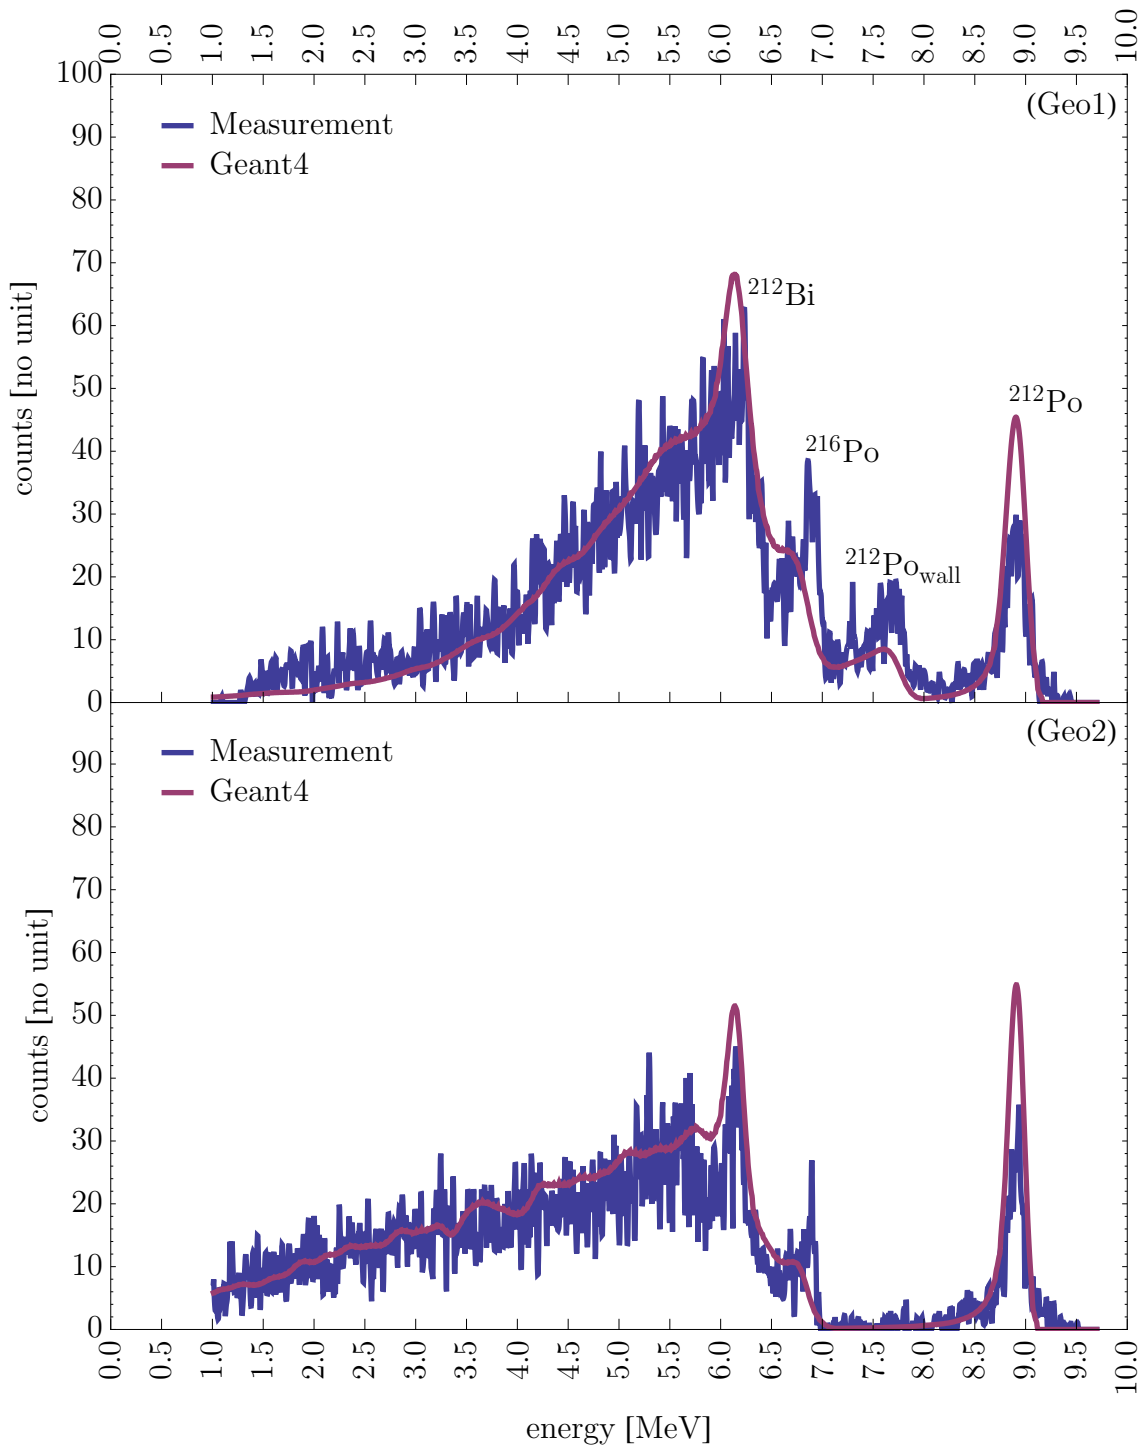 0.0 0.5 1.0 1.5 2.0 2.5 3.0 3.5 4.0 4.5 5.0 5.5 6.0 6.5 7.0 7.5 8.0 8.5 9.0 9.5 10.0
100
(Geo1)
Measurement
90
Geant4
80
70
²¹²Bi
60
counts [no unit]
50
²¹²Po
40
²¹⁶Po
30
²¹²Po_wall
20
10
0
(Geo2)
Measurement
90
Geant4
80
70
60
50
counts [no unit]
40
30
20
10
0
0.0 0.5 1.0 1.5 2.0 2.5 3.0 3.5 4.0 4.5 5.0 5.5 6.0 6.5 7.0 7.5 8.0 8.5 9.0 9.5 10.0
energy [MeV]